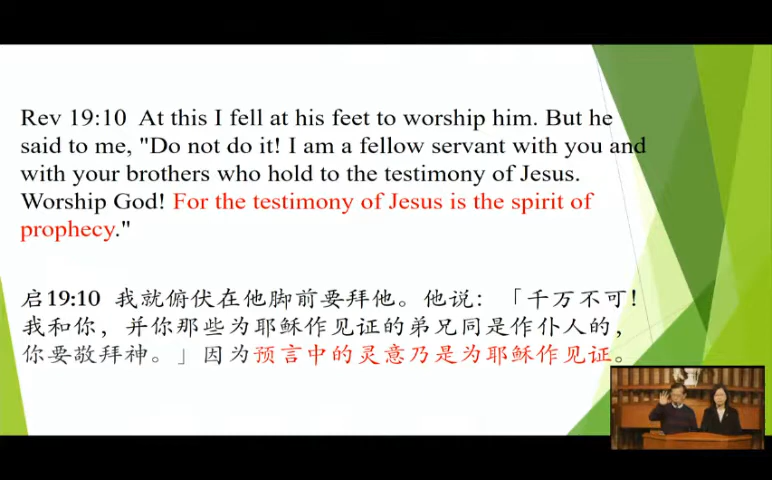 Rev 19:10  At this I fell at his feet to worship him. But he
said to me, "Do not do it! I am a fellow servant with you and
with your brothers who hold to the testimony of Jesus.
Worship God! For the testimony of Jesus is the spirit of
prophecy."
启19:10  我就俯伏在他脚前要拜他。他说：「千万不可！
我和你，并你那些为耶稣作见证的弟兄同是作仆人的，
你要敬拜神。」因为预言中的灵意乃是为耶稣作见证。